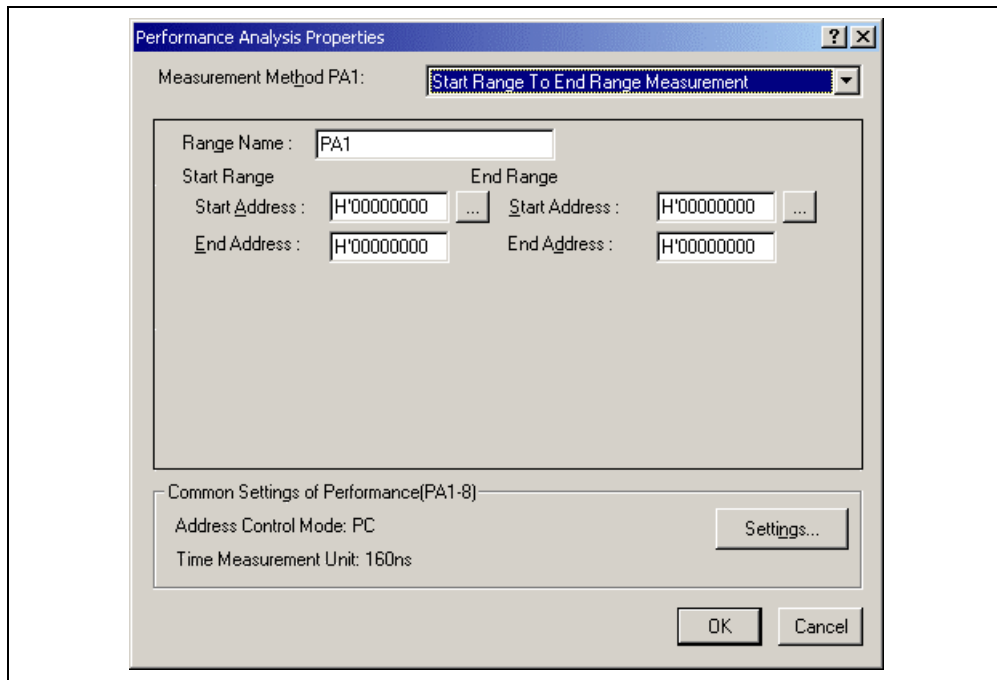 Performance Analysis Properties
Measurement Method PA1: Start Range To End Range Measurement
Range Name : PA1
Start Range End Range
Start Address : H'00000000 ... Start Address : H'00000000 ...
End Address : H'00000000 End Address : H'00000000
Common Settings of Performance(PA1-8)
Address Control Mode: PC
Settings...
Time Measurement Unit: 160ns
OK Cancel